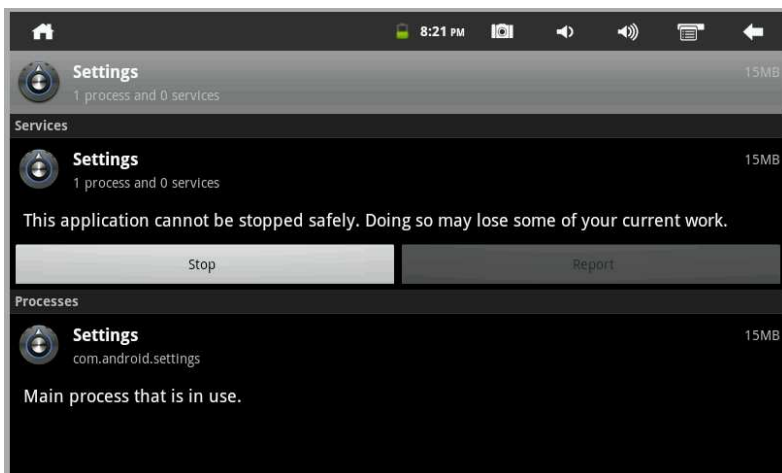 8:21 PM
Settings
15MB
1 process and 0 services
Services
Settings
15MB
1 process and 0 services
This application cannot be stopped safely. Doing so may lose some of your current work.
Stop
Report
Processes
Settings
15MB
com.android.settings
Main process that is in use.